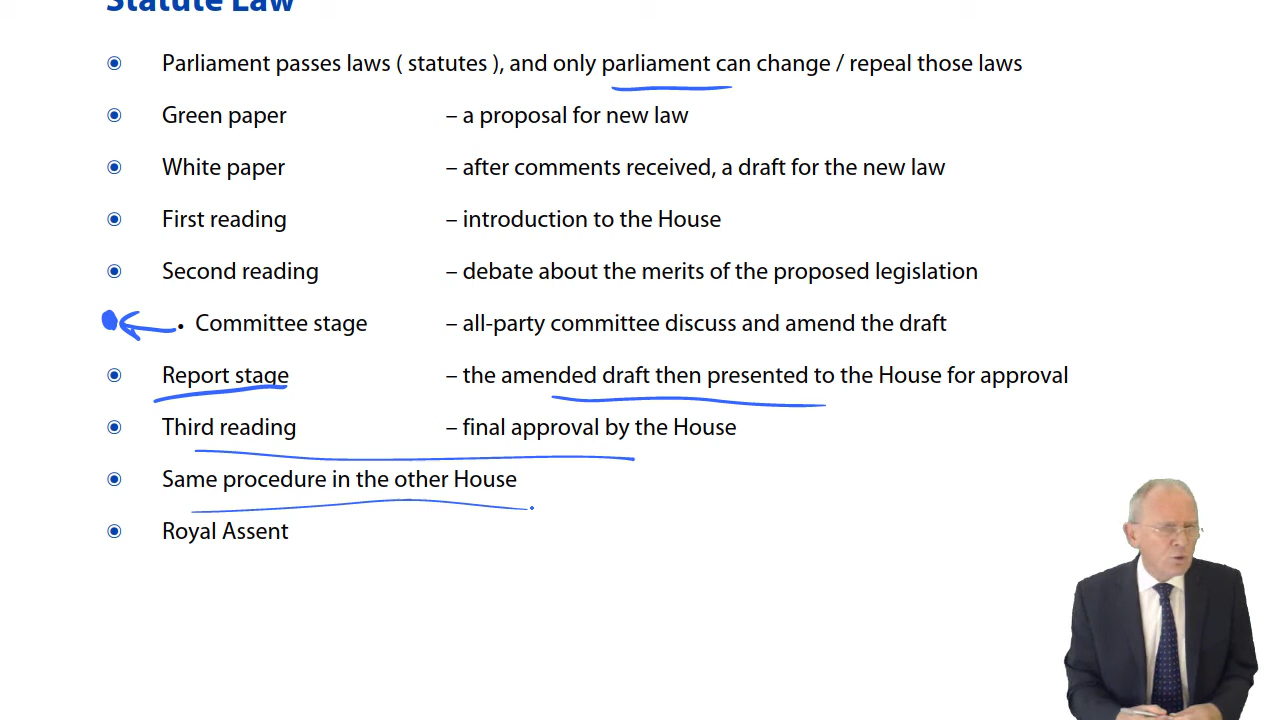 Statute Law
Parliament passes laws ( statutes ), and only parliament can change / repeal those laws
Green paper – a proposal for new law
White paper – after comments received, a draft for the new law
First reading – introduction to the House
Second reading – debate about the merits of the proposed legislation
• Committee stage – all-party committee discuss and amend the draft
Report stage – the amended draft then presented to the House for approval
Third reading – final approval by the House
Same procedure in the other House
Royal Assent